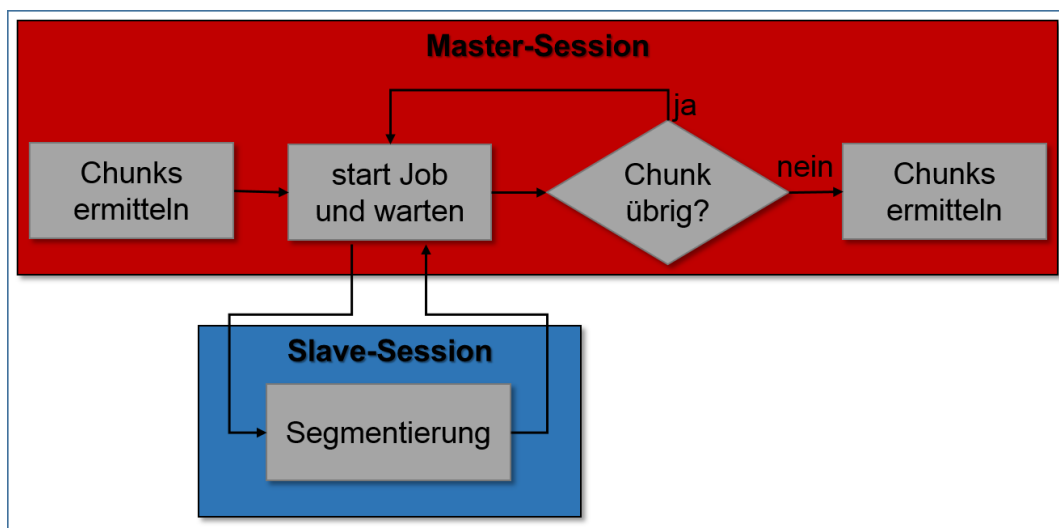 Master-Session
ja
Chunks
ermitteln
start Job
und warten
Chunk
übrig?
nein
Chunks
ermitteln
Slave-Session
Segmentierung